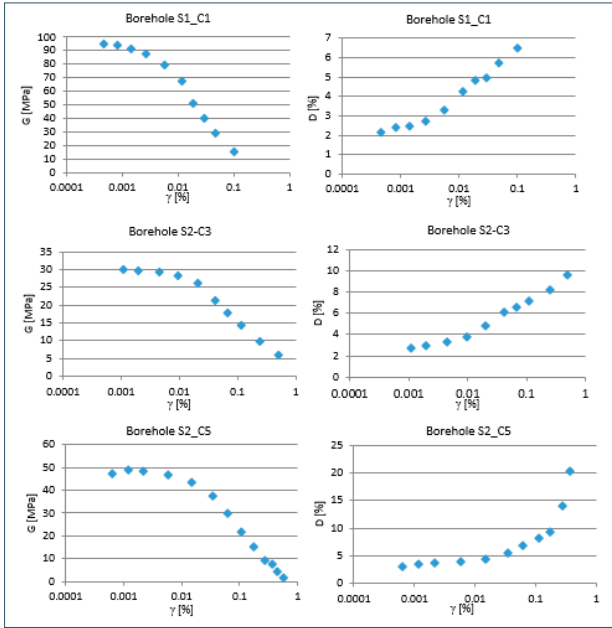 Borehole S1_C1
G [MPa]
100
90
80
70
60
50
40
30
20
10
0
0.0001 0.001 0.01 0.1 1
γ [%]
Borehole S1_C1
D [%]
7
6
5
4
3
2
1
0
0.0001 0.001 0.01 0.1 1
γ [%]
Borehole S2-C3
G [MPa]
35
30
25
20
15
10
5
0
0.0001 0.001 0.01 0.1 1
γ [%]
Borehole S2-C3
D [%]
12
10
8
6
4
2
0
0.0001 0.001 0.01 0.1 1
γ [%]
Borehole S2_C5
G [MPa]
60
50
40
30
20
10
0
0.0001 0.001 0.01 0.1 1
γ [%]
Borehole S2_C5
D [%]
25
20
15
10
5
0
0.0001 0.001 0.01 0.1 1
γ [%]